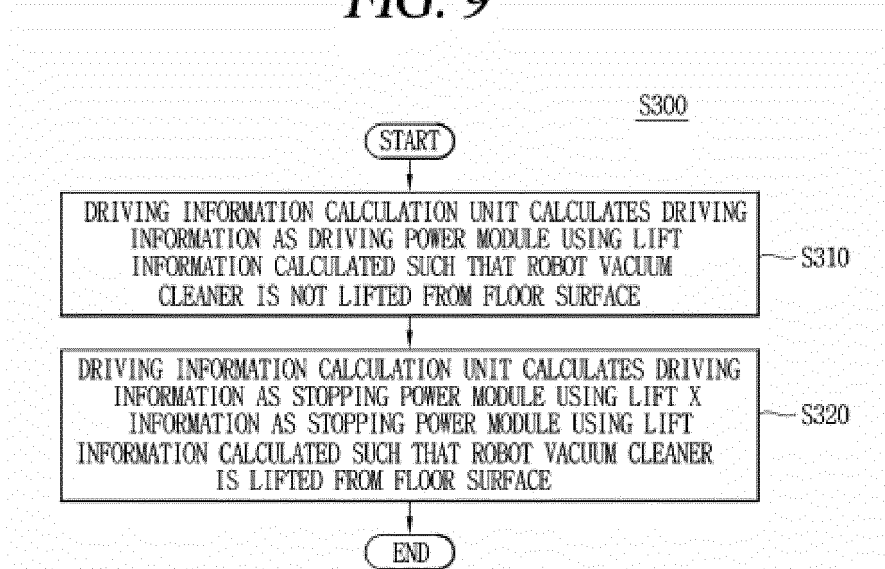 FIG. 9
S300
START
DRIVING INFORMATION CALCULATION UNIT CALCULATES DRIVING
INFORMATION AS DRIVING POWER MODULE USING LIFT
INFORMATION CALCULATED SUCH THAT ROBOT VACUUM
CLEANER IS NOT LIFTED FROM FLOOR SURFACE
S310
DRIVING INFORMATION CALCULATION UNIT CALCULATES DRIVING
INFORMATION AS STOPPING POWER MODULE USING LIFT X
INFORMATION AS STOPPING POWER MODULE USING LIFT
INFORMATION CALCULATED SUCH THAT ROBOT VACUUM CLEANER
IS LIFTED FROM FLOOR SURFACE
S320
END